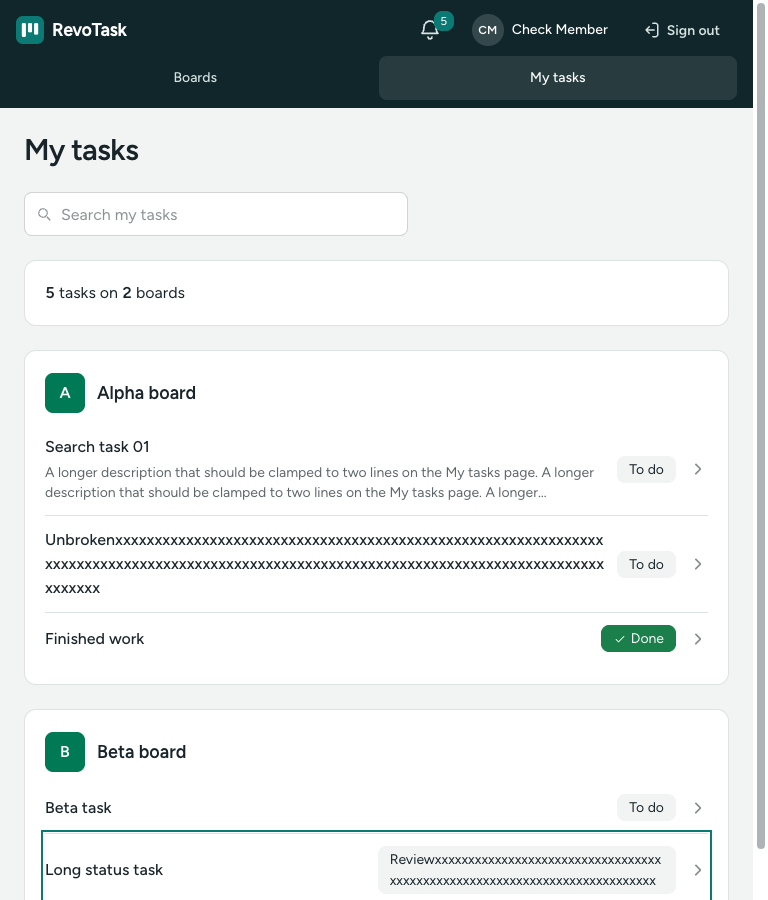 RevoTask
5
CM
Check Member
Sign out
Boards
My tasks
My tasks
Search my tasks
5 tasks on 2 boards
A
Alpha board
Search task 01
A longer description that should be clamped to two lines on the My tasks page. A longer
description that should be clamped to two lines on the My tasks page. A longer...
To do
Unbrokenxxxxxxxxxxxxxxxxxxxxxxxxxxxxxxxxxxxxxxxxxxxxxxxxxxxxxxxxxxxxxx
xxxxxxxxxxxxxxxxxxxxxxxxxxxxxxxxxxxxxxxxxxxxxxxxxxxxxxxxxxxxxxxxxxxxxxx
xxxxxxx
To do
Finished work
Done
B
Beta board
Beta task
To do
Long status task
Reviewxxxxxxxxxxxxxxxxxxxxxxxxxxxxxxxxxx
xxxxxxxxxxxxxxxxxxxxxxxxxxxxxxxxxxxxxxxx